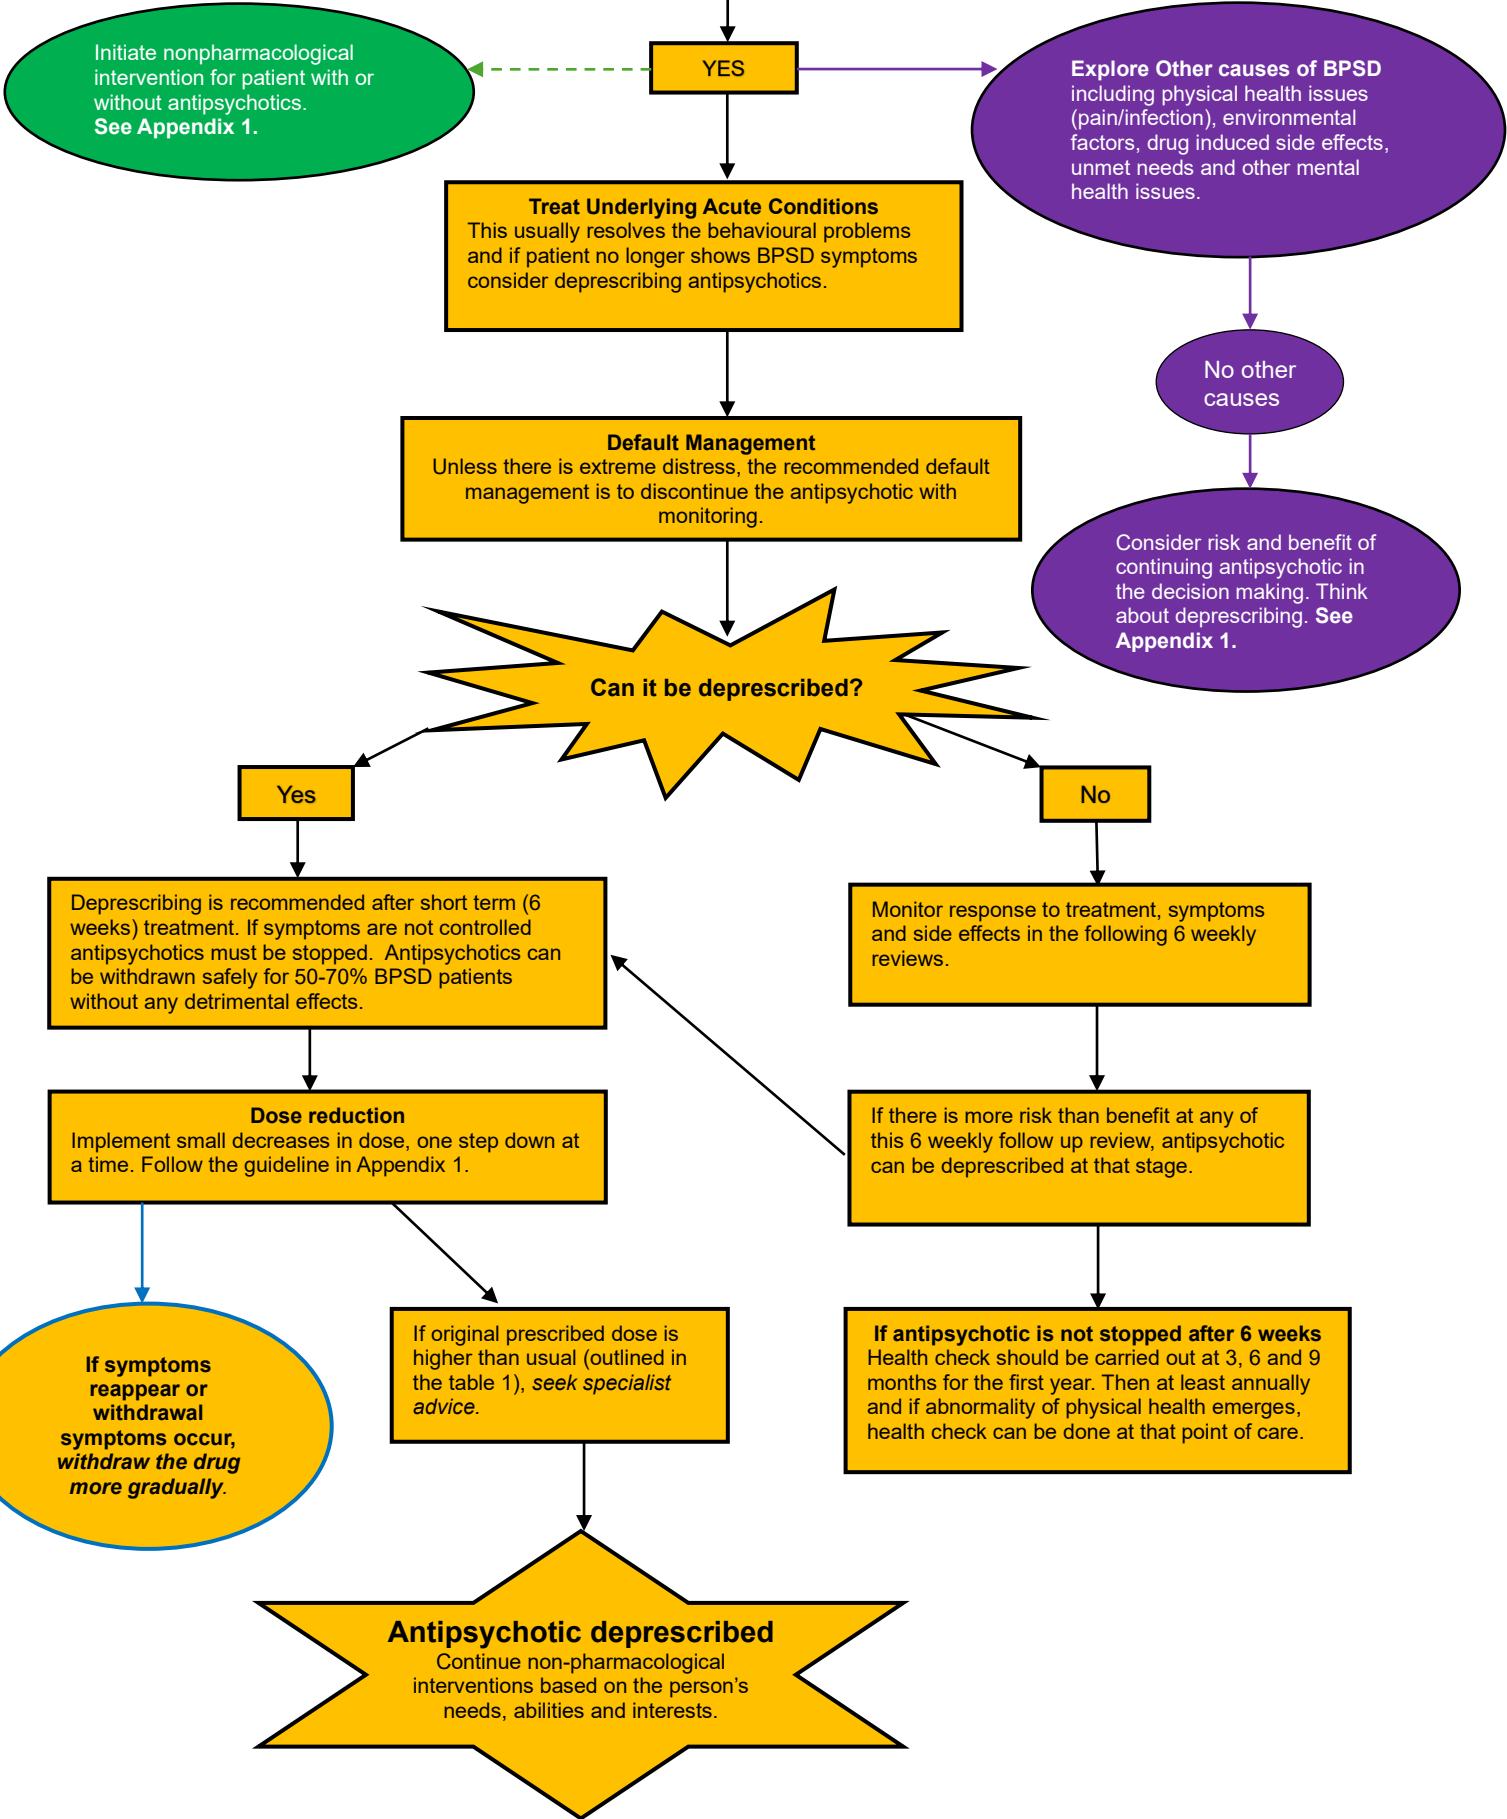 Initiate nonpharmacological
intervention for patient with or
without antipsychotics.
See Appendix 1.
YES
Explore Other causes of BPSD
including physical health issues
(pain/infection), environmental
factors, drug induced side effects,
unmet needs and other mental
health issues.
Treat Underlying Acute Conditions
This usually resolves the behavioural problems
and if patient no longer shows BPSD symptoms
consider deprescribing antipsychotics.
No other
causes
Default Management
Unless there is extreme distress, the recommended default
management is to discontinue the antipsychotic with
monitoring.
Consider risk and benefit of
continuing antipsychotic in
the decision making. Think
about deprescribing. See
Appendix 1.
Can it be deprescribed?
Yes
No
Deprescribing is recommended after short term (6
weeks) treatment. If symptoms are not controlled
antipsychotics must be stopped.  Antipsychotics can
be withdrawn safely for 50-70% BPSD patients
without any detrimental effects.
Monitor response to treatment, symptoms
and side effects in the following 6 weekly
reviews.
Dose reduction
Implement small decreases in dose, one step down at
a time. Follow the guideline in Appendix 1.
If there is more risk than benefit at any of
this 6 weekly follow up review, antipsychotic
can be deprescribed at that stage.
If symptoms
reappear or
withdrawal
symptoms occur,
withdraw the drug
more gradually.
If original prescribed dose is
higher than usual (outlined in
the table 1), seek specialist
advice.
If antipsychotic is not stopped after 6 weeks
Health check should be carried out at 3, 6 and 9
months for the first year. Then at least annually
and if abnormality of physical health emerges,
health check can be done at that point of care.
Antipsychotic deprescribed
Continue non-pharmacological
interventions based on the person’s
needs, abilities and interests.